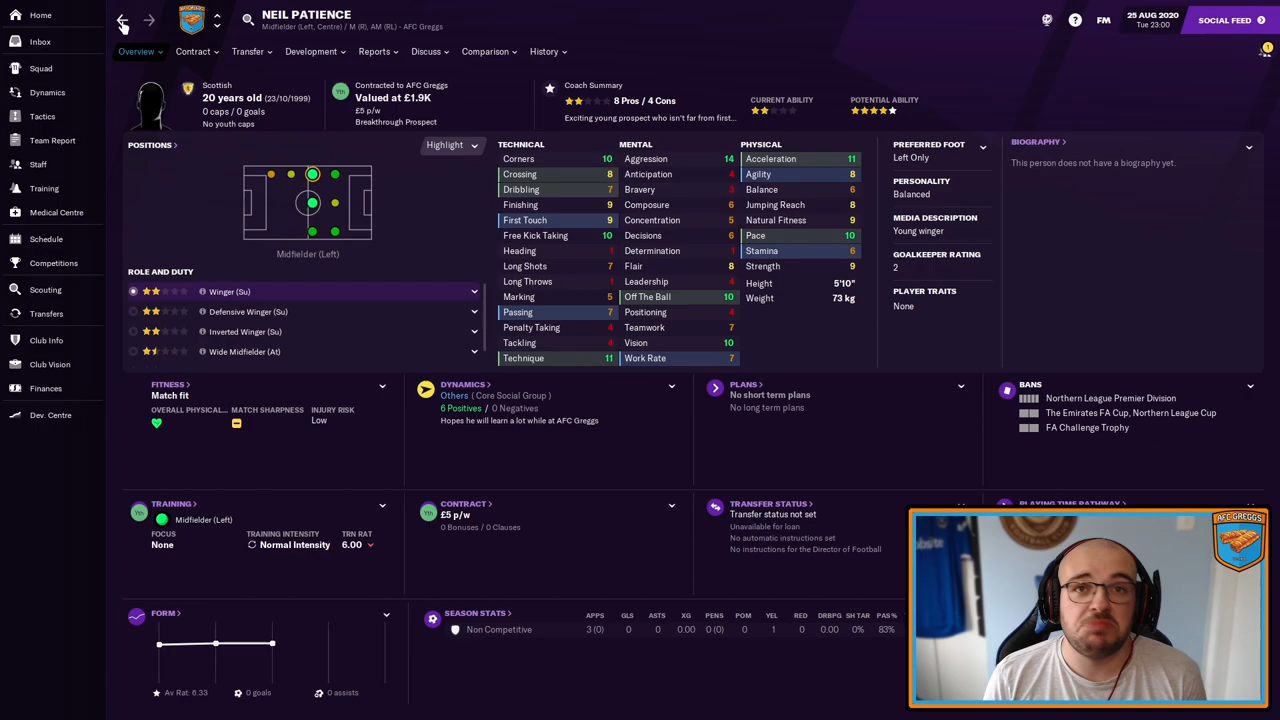 Home
Inbox
Squad
Dynamics
Tactics
Team Report
Staff
Training
Medical Centre
Schedule
Competitions
Scouting
Transfers
Club Info
Club Vision
Finances
Dev. Centre
NEIL PATIENCE
Midfielder (Left, Centre) / M (R), AM (RL) - AFC Greggs
FM
25 AUG 2020
Tue 23:00
SOCIAL FEED
Overview
Contract
Transfer
Development
Reports
Discuss
Comparison
History
1
Scottish
20 years old (23/10/1999)
0 caps / 0 goals
No youth caps
Yth
Contracted to AFC Greggs
Valued at £1.9K
£5 p/w
Breakthrough Prospect
Coach Summary
8 Pros / 4 Cons
Exciting young prospect who isn't far from first...
CURRENT ABILITY
POTENTIAL ABILITY
POSITIONS
Highlight
Midfielder (Left)
ROLE AND DUTY
Winger (Su)
Defensive Winger (Su)
Inverted Winger (Su)
Wide Midfielder (At)
TECHNICAL
Corners 10
Crossing 8
Dribbling 7
Finishing 9
First Touch 9
Free Kick Taking 10
Heading 1
Long Shots 7
Long Throws 1
Marking 5
Passing 7
Penalty Taking 4
Tackling 4
Technique 11
MENTAL
Aggression 14
Anticipation 4
Bravery 3
Composure 6
Concentration 5
Decisions 6
Determination 1
Flair 8
Leadership 4
Off The Ball 10
Positioning 4
Teamwork 7
Vision 10
Work Rate 7
PHYSICAL
Acceleration 11
Agility 8
Balance 6
Jumping Reach 8
Natural Fitness 9
Pace 10
Stamina 6
Strength 9
Height 5'10"
Weight 73 kg
PREFERRED FOOT
Left Only
PERSONALITY
Balanced
MEDIA DESCRIPTION
Young winger
GOALKEEPER RATING
2
PLAYER TRAITS
None
BIOGRAPHY
This person does not have a biography yet.
FITNESS
Match fit
OVERALL PHYSICAL... MATCH SHARPNESS INJURY RISK
Low
DYNAMICS
Others ( Core Social Group )
6 Positives / 0 Negatives
Hopes he will learn a lot while at AFC Greggs
PLANS
No short term plans
No long term plans
BANS
Northern League Premier Division
The Emirates FA Cup, Northern League Cup
FA Challenge Trophy
TRAINING
Yth
Midfielder (Left)
FOCUS TRAINING INTENSITY TRN RAT
None Normal Intensity 6.00
CONTRACT
Yth
£5 p/w
0 Bonuses / 0 Clauses
TRANSFER STATUS
Transfer status not set
Unavailable for loan
No automatic instructions set
No instructions for the Director of Football
PLAYING TIME PATHWAY
FORM
Av Rat: 6.33
0 goals
0 assists
SEASON STATS APPS GLS ASTS XG PENS POM YEL RED DRBPG SH TAR PAS%
Non Competitive 3 (0) 0 0 0.00 0 (0) 0 1 0 0.00 0% 83%
AFC GREGGS